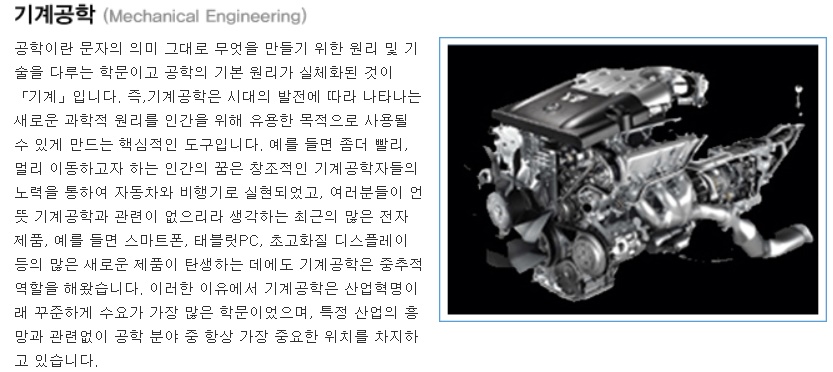 기계공학 (Mechanical Engineering)
공학이란 문자의 의미 그대로 무엇을 만들기 위한 원리 및 기
술을 다루는 학문이고 공학의 기본 원리가 실체화된 것이
「기계」입니다. 즉,기계공학은 시대의 발전에 따라 나타나는
새로운 과학적 원리를 인간을 위해 유용한 목적으로 사용될
수 있게 만드는 핵심적인 도구입니다. 예를 들면 좀더 빨리,
멀리 이동하고자 하는 인간의 꿈은 창조적인 기계공학자들의
노력을 통하여 자동차와 비행기로 실현되었고, 여러분들이 언
뜻 기계공학과 관련이 없으리라 생각하는 최근의 많은 전자
제품, 예를 들면 스마트폰, 태블릿PC, 초고화질 디스플레이
등의 많은 새로운 제품이 탄생하는 데에도 기계공학은 중추적
역할을 해왔습니다. 이러한 이유에서 기계공학은 산업혁명이
래 꾸준하게 수요가 가장 많은 학문이었으며, 특정 산업의 흥
망과 관련없이 공학 분야 중 항상 가장 중요한 위치를 차지하
고 있습니다.